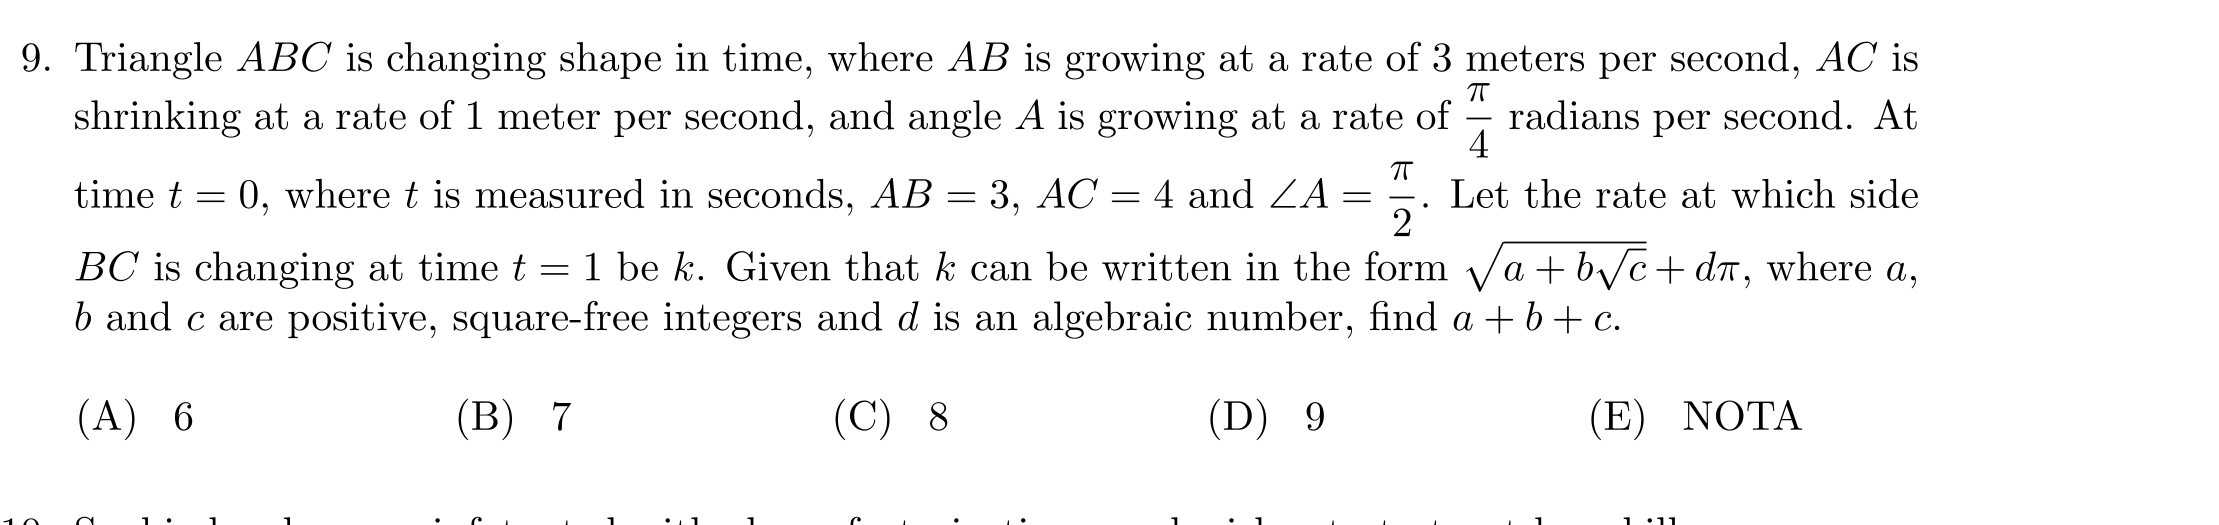 9. Triangle ABC is changing shape in time, where AB is growing at a rate of 3 meters per second, AC is
shrinking at a rate of 1 meter per second, and angle A is growing at a rate of π/4 radians per second. At
time t = 0, where t is measured in seconds, AB = 3, AC = 4 and ∠A = π/2. Let the rate at which side
BC is changing at time t = 1 be k. Given that k can be written in the form √(a + b√c) + dπ, where a,
b and c are positive, square-free integers and d is an algebraic number, find a + b + c.
(A) 6 (B) 7 (C) 8 (D) 9 (E) NOTA